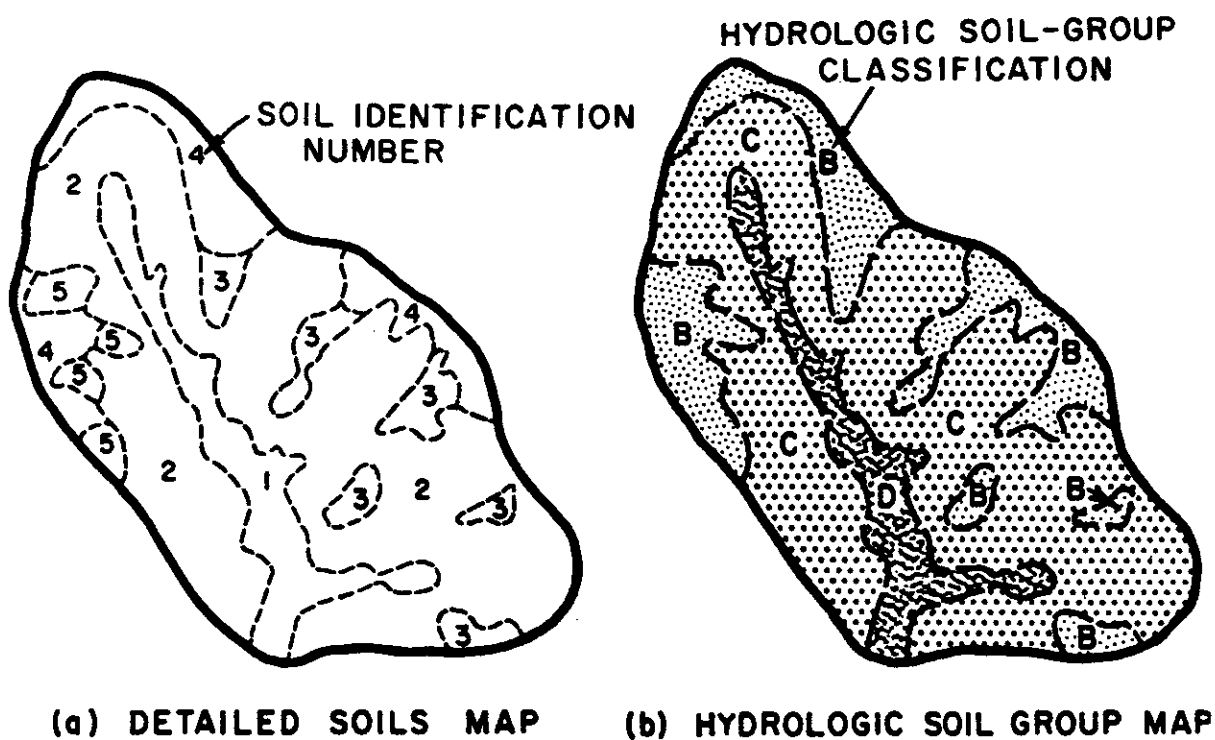 HYDROLOGIC SOIL-GROUP
CLASSIFICATION
SOIL IDENTIFICATION
NUMBER
4
2
3
5
4
5
5
5
3
4
3
2
1
3
2
3
3
C
B
B
B
C
C
D
B
B
B
(a) DETAILED SOILS MAP
(b) HYDROLOGIC SOIL GROUP MAP